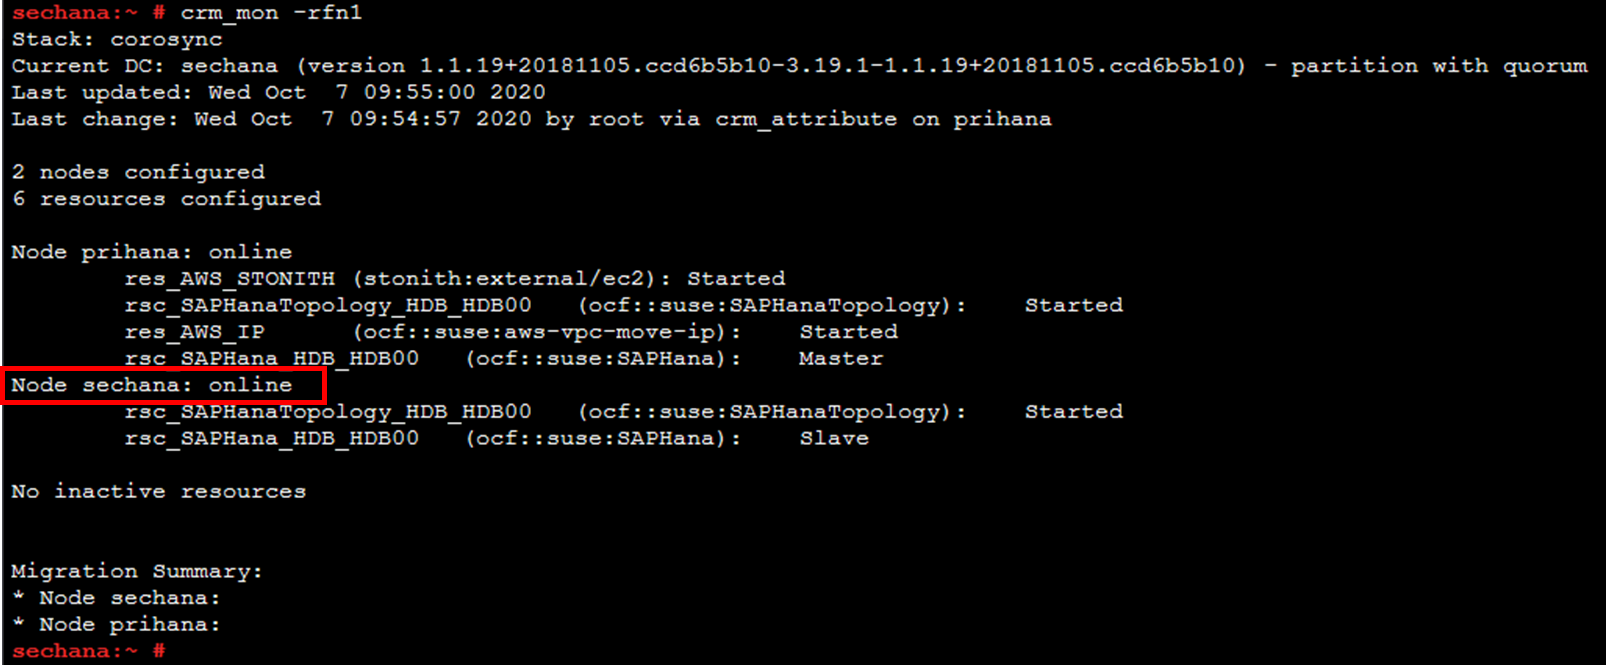 sechana:~ # crm_mon -rfn1
Stack: corosync
Current DC: sechana (version 1.1.19+20181105.ccd6b5b10-3.19.1-1.1.19+20181105.ccd6b5b10) - partition with quorum
Last updated: Wed Oct  7 09:55:00 2020
Last change: Wed Oct  7 09:54:57 2020 by root via crm_attribute on prihana

2 nodes configured
6 resources configured

Node prihana: online
        res_AWS_STONITH (stonith:external/ec2): Started
        rsc_SAPHanaTopology_HDB_HDB00   (ocf::suse:SAPHanaTopology):    Started
        res_AWS_IP      (ocf::suse:aws-vpc-move-ip):    Started
        rsc_SAPHana_HDB_HDB00   (ocf::suse:SAPHana):    Master
Node sechana: online
        rsc_SAPHanaTopology_HDB_HDB00   (ocf::suse:SAPHanaTopology):    Started
        rsc_SAPHana_HDB_HDB00   (ocf::suse:SAPHana):    Slave

No inactive resources


Migration Summary:
* Node sechana:
* Node prihana:
sechana:~ #